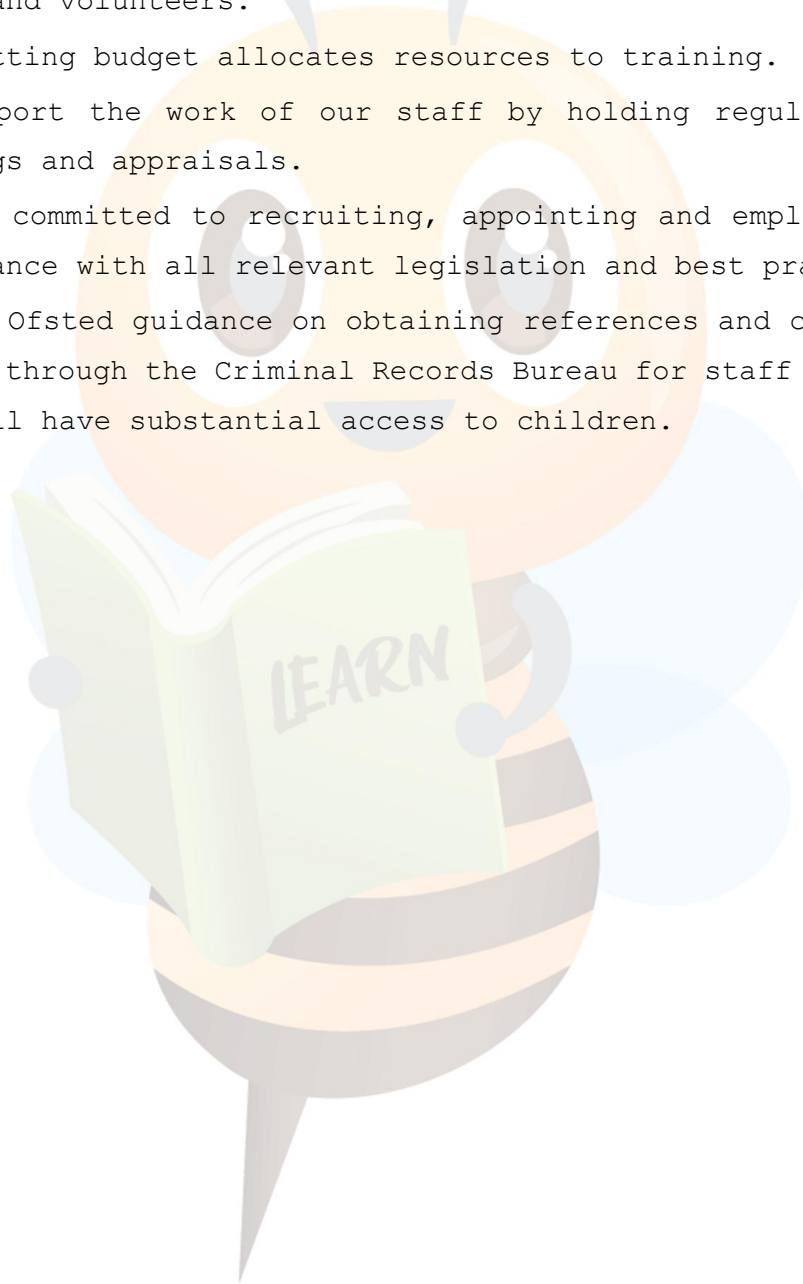 and volunteers.
tting budget allocates resources to training.
port the work of our staff by holding regul
gs and appraisals.
committed to recruiting, appointing and empl
ance with all relevant legislation and best pra
Ofsted guidance on obtaining references and c
through the Criminal Records Bureau for staff
ll have substantial access to children.
LEARN